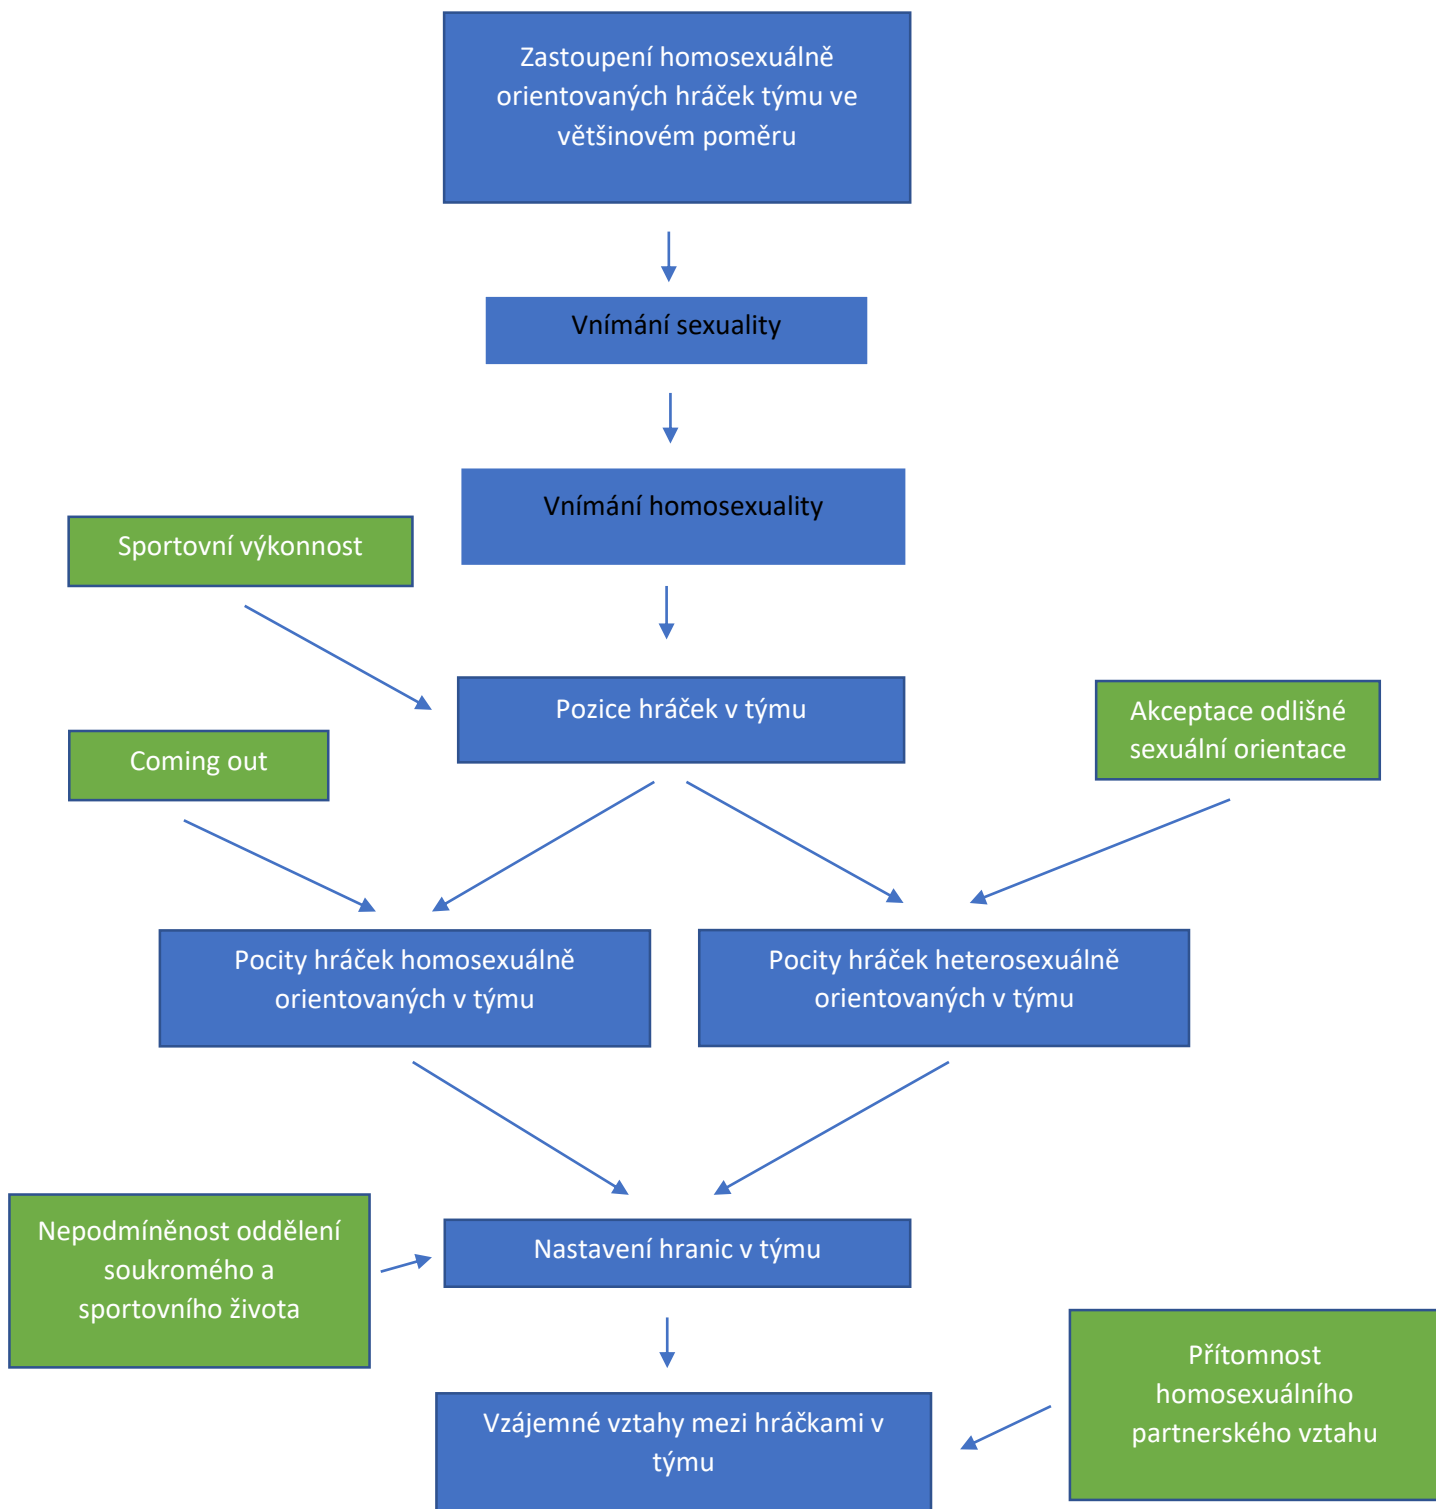 Zastoupení homosexuálně
orientovaných hráček týmu ve
většinovém poměru
Vnímání sexuality
Vnímání homosexuality
Sportovní výkonnost
Pozice hráček v týmu
Akceptace odlišné
sexuální orientace
Coming out
Pocity hráček homosexuálně
orientovaných v týmu
Pocity hráček heterosexuálně
orientovaných v týmu
Nepodmíněnost oddělení
soukromého a
sportovního života
Nastavení hranic v týmu
Přítomnost
homosexuálního
partnerského vztahu
Vzájemné vztahy mezi hráčkami v
týmu